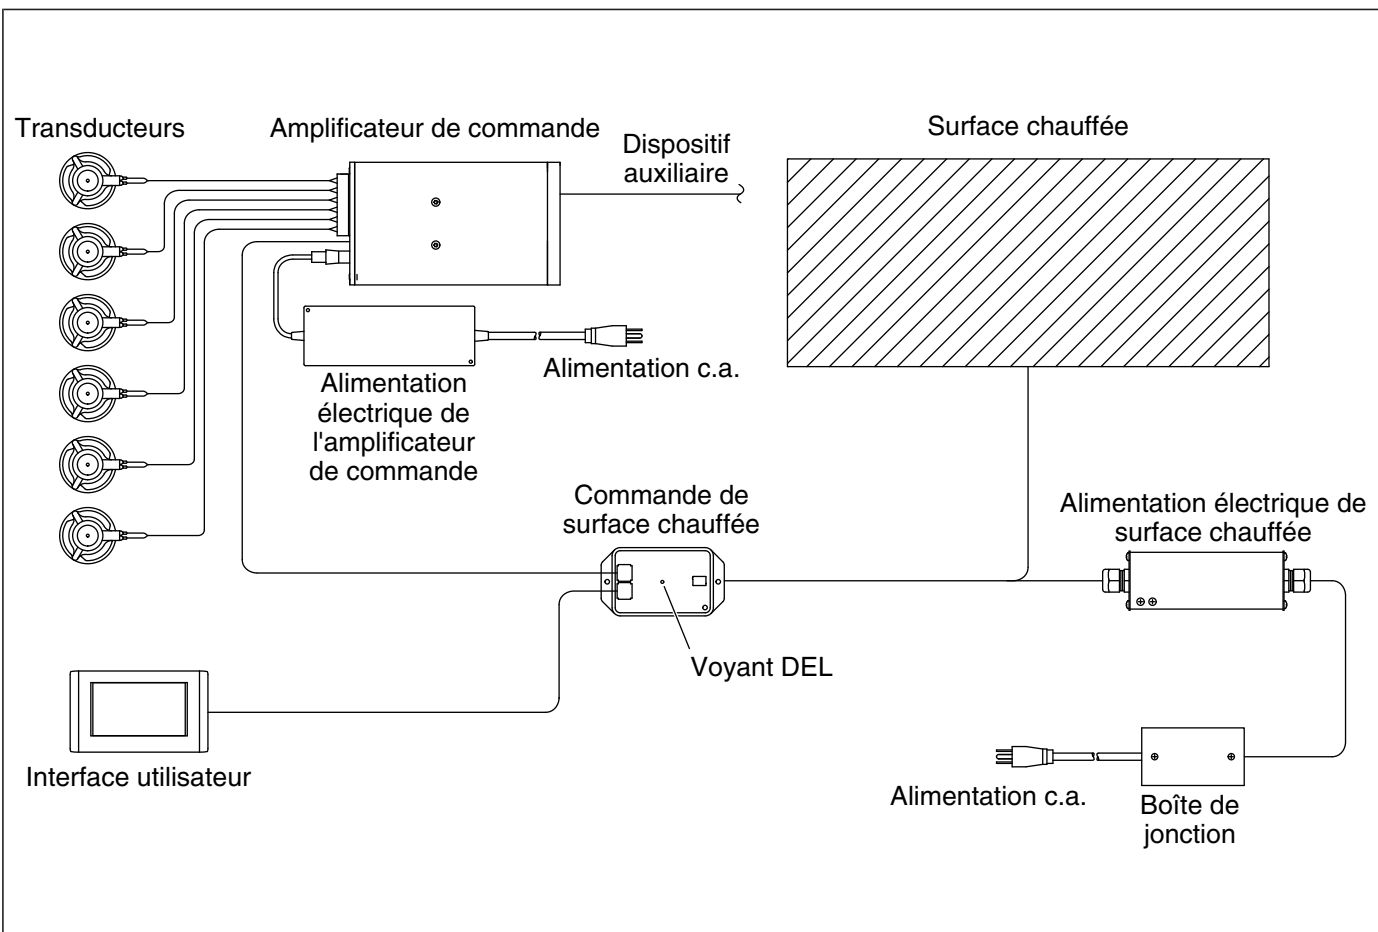 Transducteurs
Amplificateur de commande
Dispositif
auxiliaire
Surface chauffée
Alimentation c.a.
Alimentation
électrique de
l'amplificateur
de commande
Commande de
surface chauffée
Alimentation électrique de
surface chauffée
Voyant DEL
Interface utilisateur
Alimentation c.a.
Boîte de
jonction